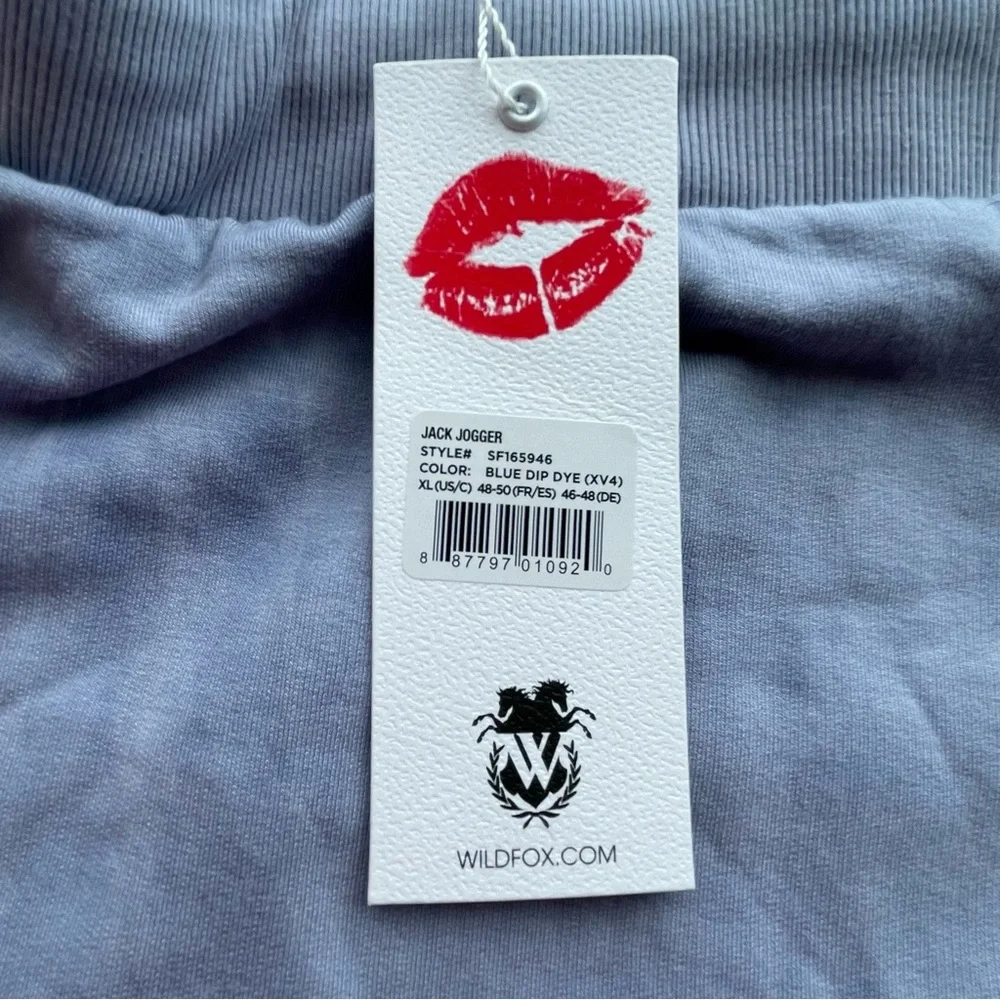 JACK JOGGER
STYLE# SF165946
COLOR: BLUE DIP DYE (XV4)
XL(US/C) 48-50(FR/ES) 46-48(DE)
8 87797 01092 0
W
WILDFOX.COM